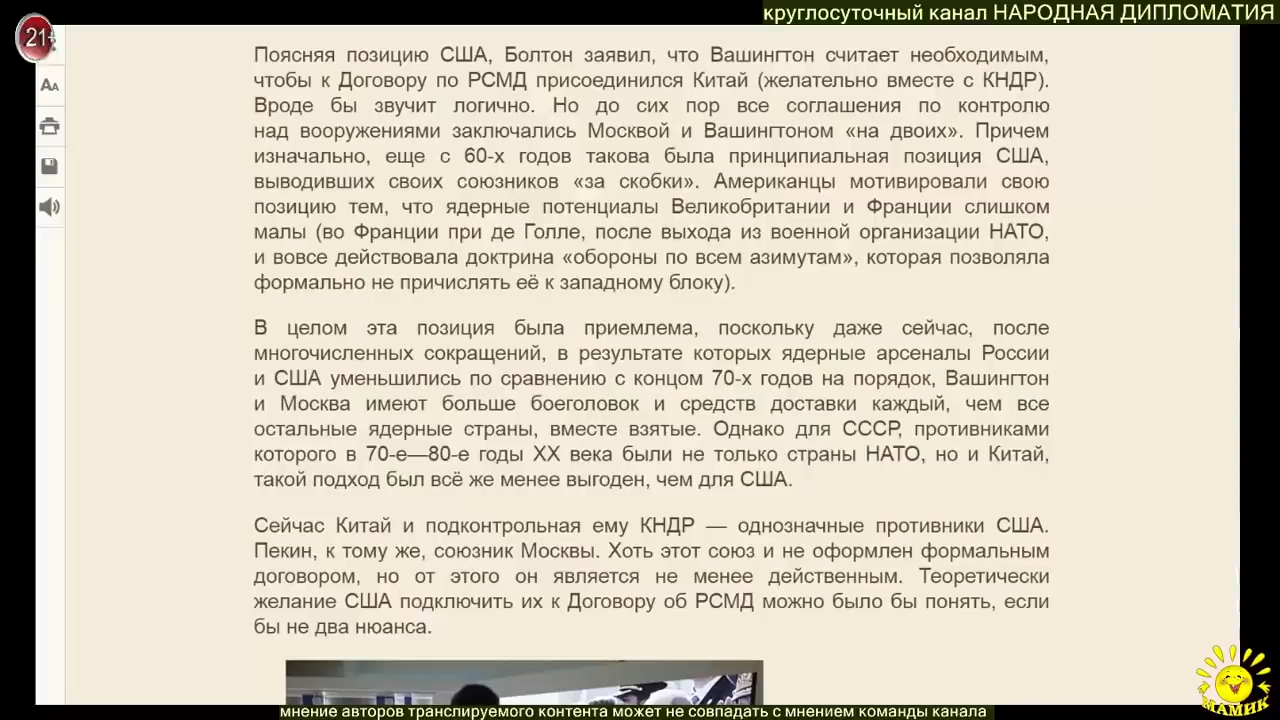 круглосуточный канал НАРОДНАЯ ДИПЛОМАТИЯ
21+
AA
Поясняя позицию США, Болтон заявил, что Вашингтон считает необходимым,
чтобы к Договору по РСМД присоединился Китай (желательно вместе с КНДР).
Вроде бы звучит логично. Но до сих пор все соглашения по контролю
над вооружениями заключались Москвой и Вашингтоном «на двоих». Причем
изначально, еще с 60-х годов такова была принципиальная позиция США,
выводивших своих союзников «за скобки». Американцы мотивировали свою
позицию тем, что ядерные потенциалы Великобритании и Франции слишком
малы (во Франции при де Голле, после выхода из военной организации НАТО,
и вовсе действовала доктрина «обороны по всем азимутам», которая позволяла
формально не причислять её к западному блоку).
В целом эта позиция была приемлема, поскольку даже сейчас, после
многочисленных сокращений, в результате которых ядерные арсеналы России
и США уменьшились по сравнению с концом 70-х годов на порядок, Вашингтон
и Москва имеют больше боеголовок и средств доставки каждый, чем все
остальные ядерные страны, вместе взятые. Однако для СССР, противниками
которого в 70-е—80-е годы XX века были не только страны НАТО, но и Китай,
такой подход был всё же менее выгоден, чем для США.
Сейчас Китай и подконтрольная ему КНДР — однозначные противники США.
Пекин, к тому же, союзник Москвы. Хоть этот союз и не оформлен формальным
договором, но от этого он является не менее действенным. Теоретически
желание США подключить их к Договору об РСМД можно было бы понять, если
бы не два нюанса.
МАМИК
мнение авторов транслируемого контента может не совпадать с мнением команды канала